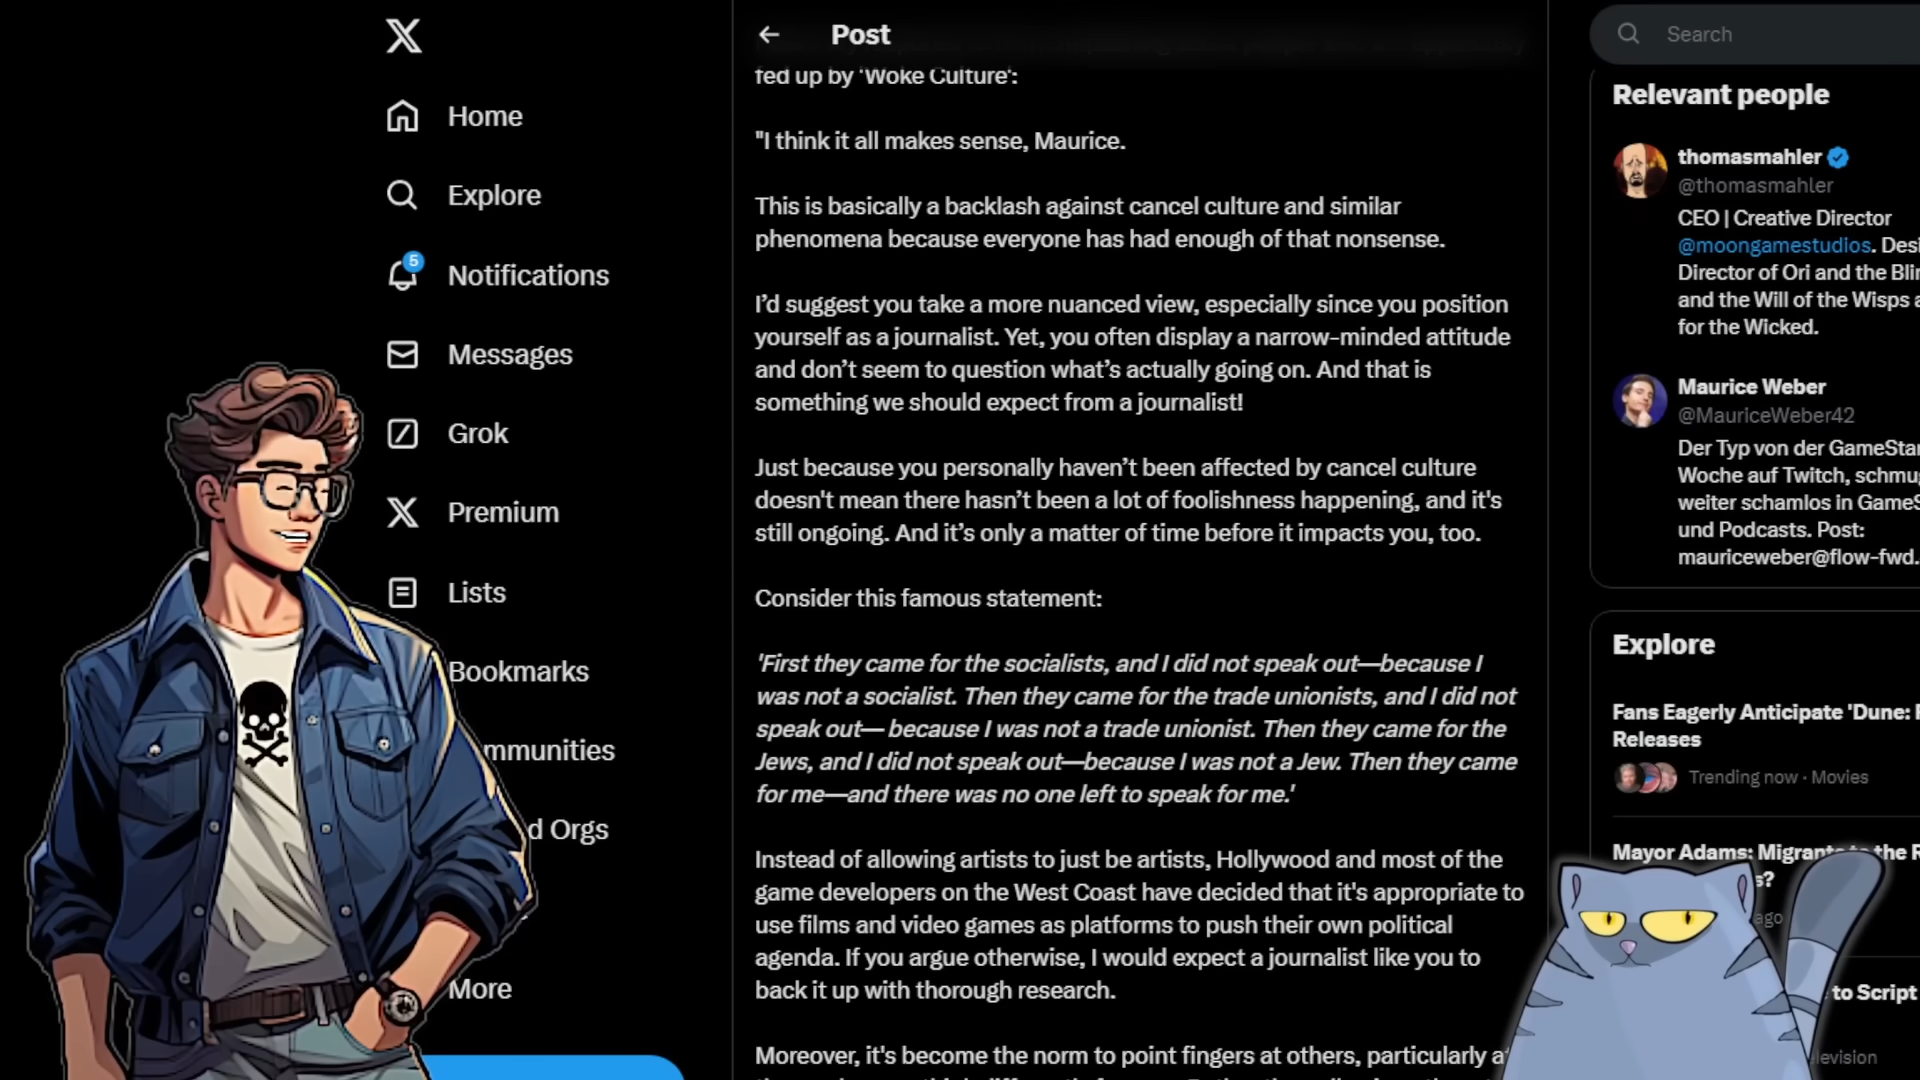 Home
Explore
5
Notifications
Messages
Grok
Premium
Lists
Bookmarks
mmunities
d Orgs
More
Post
fed up by 'Woke Culture':
"I think it all makes sense, Maurice.
This is basically a backlash against cancel culture and similar
phenomena because everyone has had enough of that nonsense.
I'd suggest you take a more nuanced view, especially since you position
yourself as a journalist. Yet, you often display a narrow-minded attitude
and don't seem to question what's actually going on. And that is
something we should expect from a journalist!
Just because you personally haven't been affected by cancel culture
doesn't mean there hasn't been a lot of foolishness happening, and it's
still ongoing. And it's only a matter of time before it impacts you, too.
Consider this famous statement:
'First they came for the socialists, and I did not speak out—because I
was not a socialist. Then they came for the trade unionists, and I did not
speak out— because I was not a trade unionist. Then they came for the
Jews, and I did not speak out—because I was not a Jew. Then they came
for me—and there was no one left to speak for me.'
Instead of allowing artists to just be artists, Hollywood and most of the
game developers on the West Coast have decided that it's appropriate to
use films and video games as platforms to push their own political
agenda. If you argue otherwise, I would expect a journalist like you to
back it up with thorough research.
Moreover, it's become the norm to point fingers at others, particularly a
Search
Relevant people
thomasmahler
@thomasmahler
CEO | Creative Director
@moongamestudios. Desi
Director of Ori and the Blin
and the Will of the Wisps a
for the Wicked.
Maurice Weber
@MauriceWeber42
Der Typ von der GameStar
Woche auf Twitch, schmug
weiter schamlos in GameS
und Podcasts. Post:
mauriceweber@flow-fwd.
Explore
Fans Eagerly Anticipate 'Dune: P
Releases
Trending now · Movies
Mayor Adams: Migrants to the R
s?
ago
to Script
levision